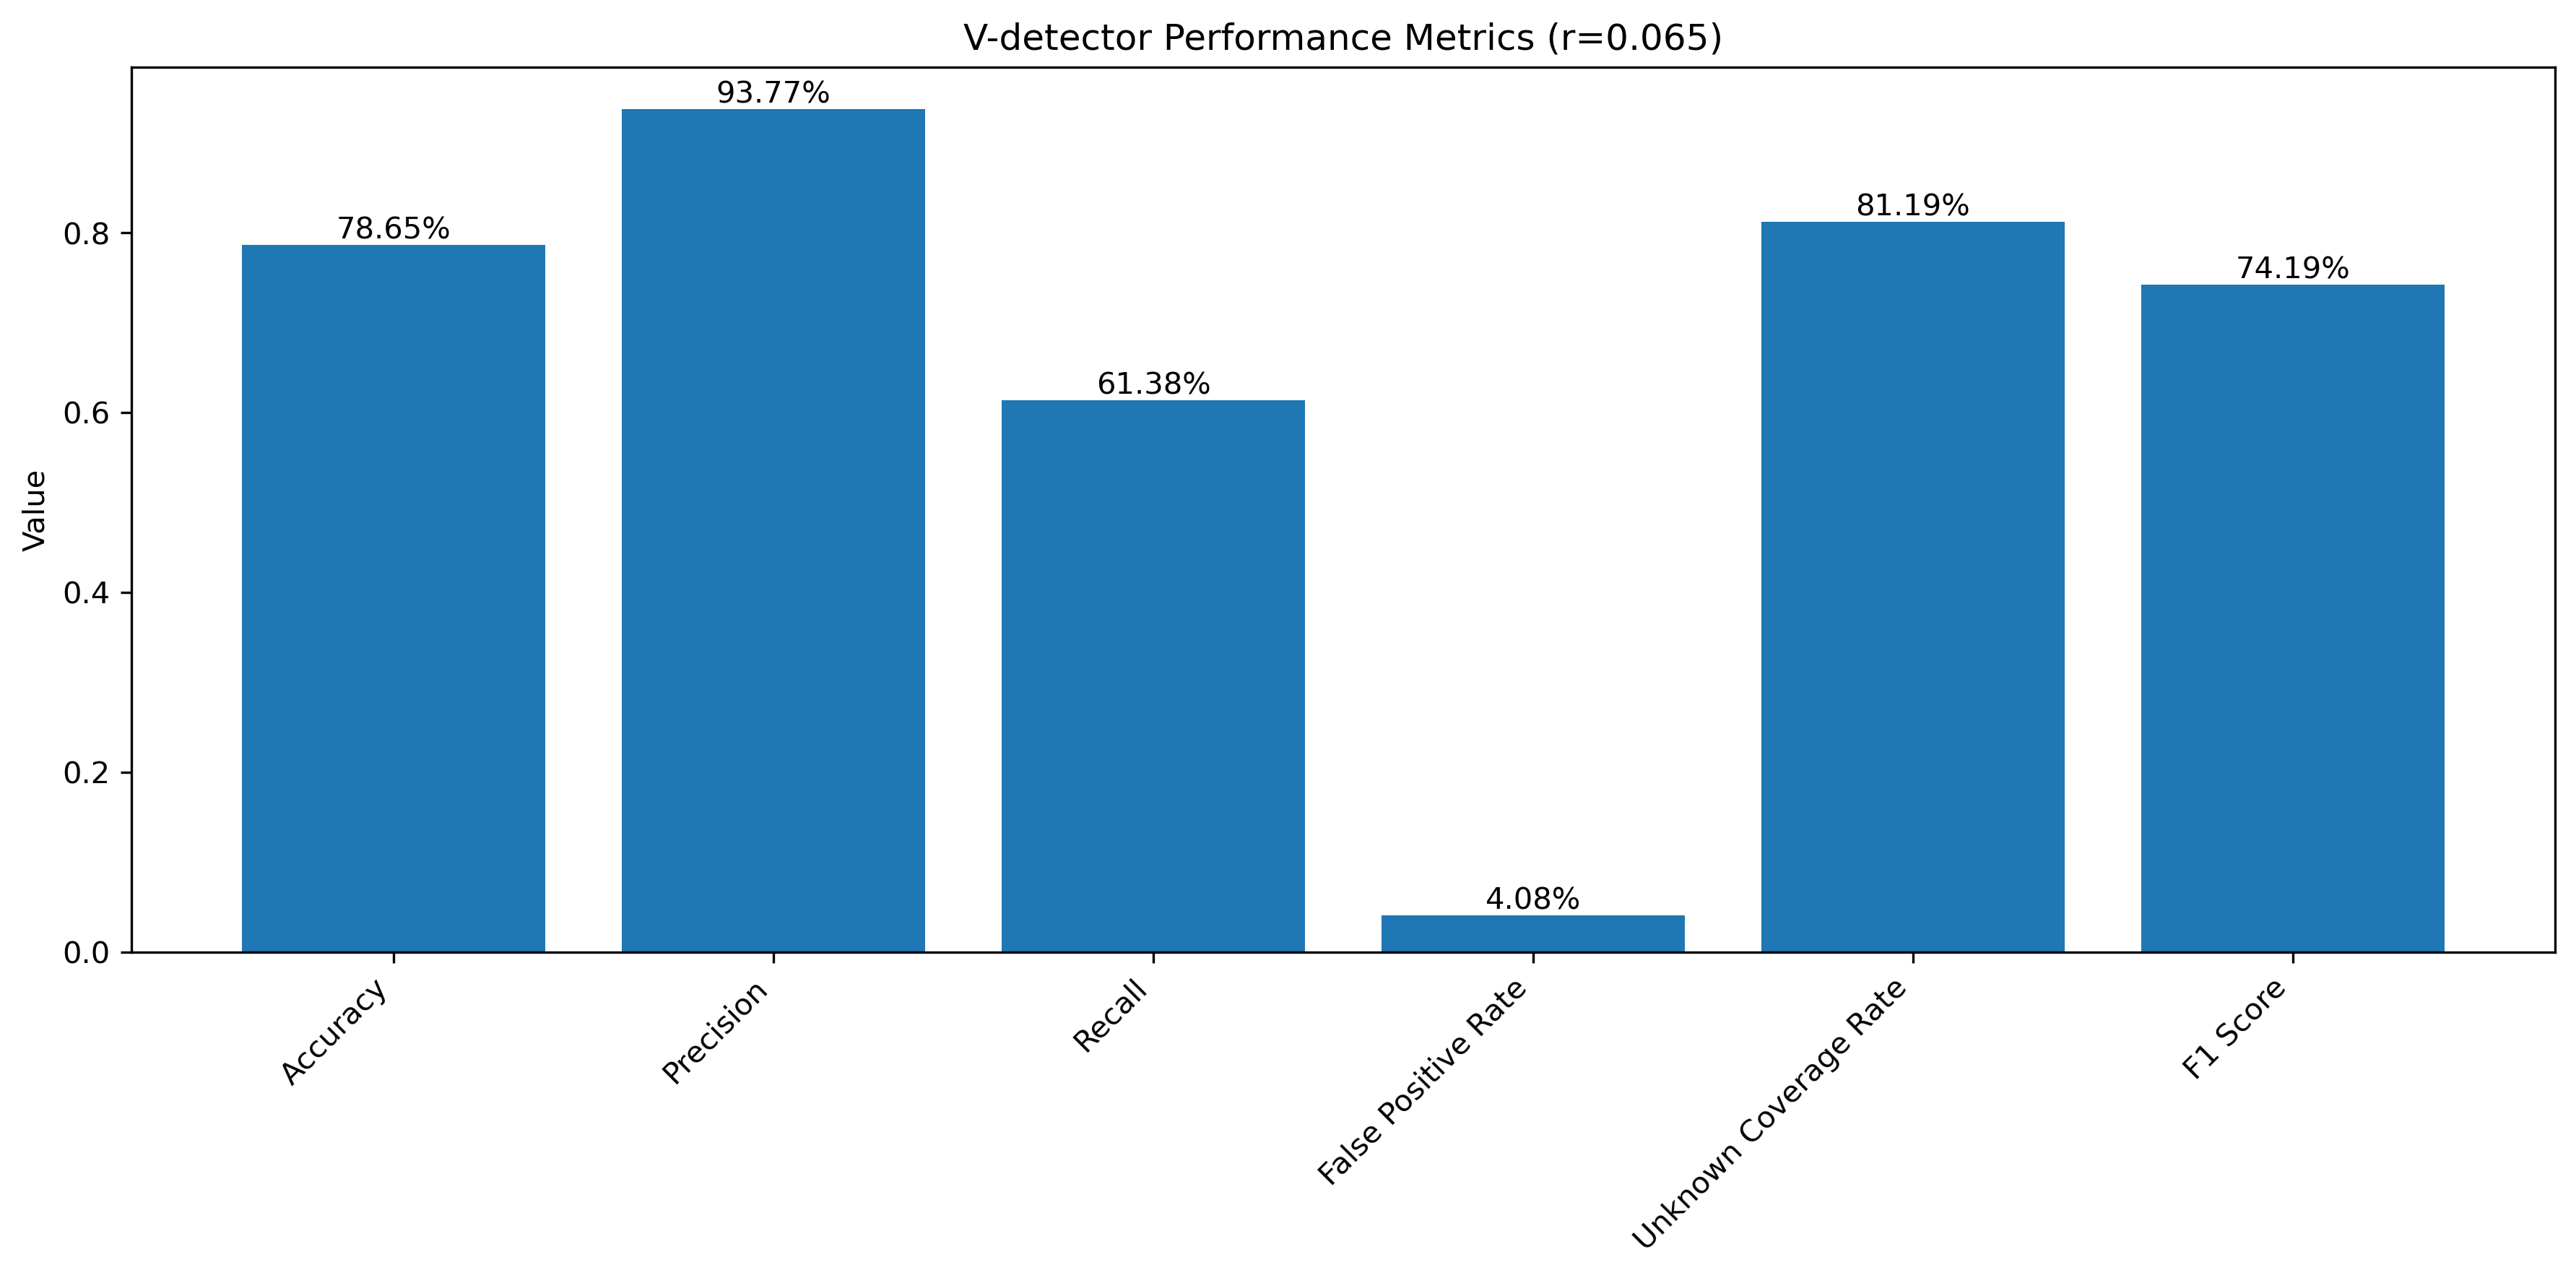 V-detector Performance Metrics (r=0.065)
Value
0.8
0.6
0.4
0.2
0.0
78.65%
93.77%
61.38%
4.08%
81.19%
74.19%
Accuracy
Precision
Recall
False Positive Rate
Unknown Coverage Rate
F1 Score